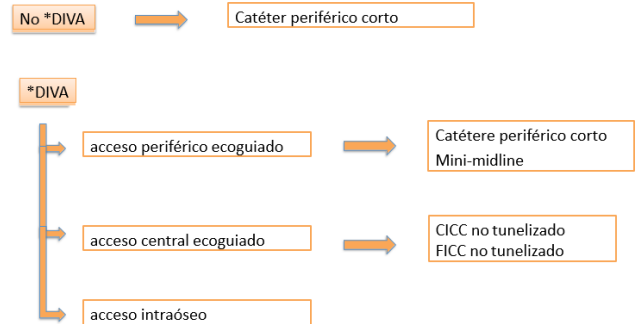 No *DIVA
Catéter periférico corto
*DIVA
acceso periférico ecoguiado
Catétere periférico corto
Mini-midline
acceso central ecoguiado
CICC no tunelizado
FICC no tunelizado
acceso intraóseo